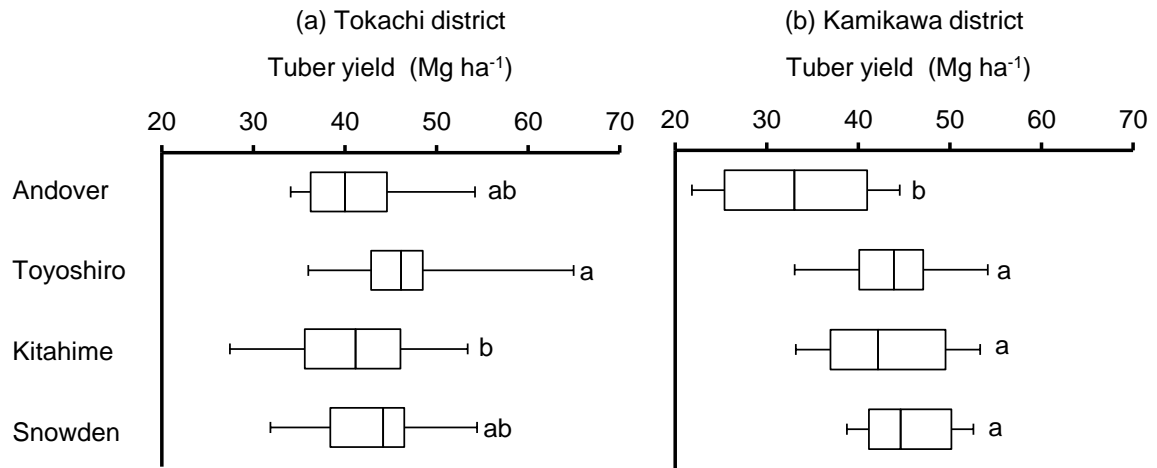 (a) Tokachi district
(b) Kamikawa district
Tuber yield (Mg ha⁻¹)
Tuber yield (Mg ha⁻¹)
20 30 40 50 60 70
20 30 40 50 60 70
Andover
ab
b
Toyoshiro
a
a
Kitahime
b
a
Snowden
ab
a